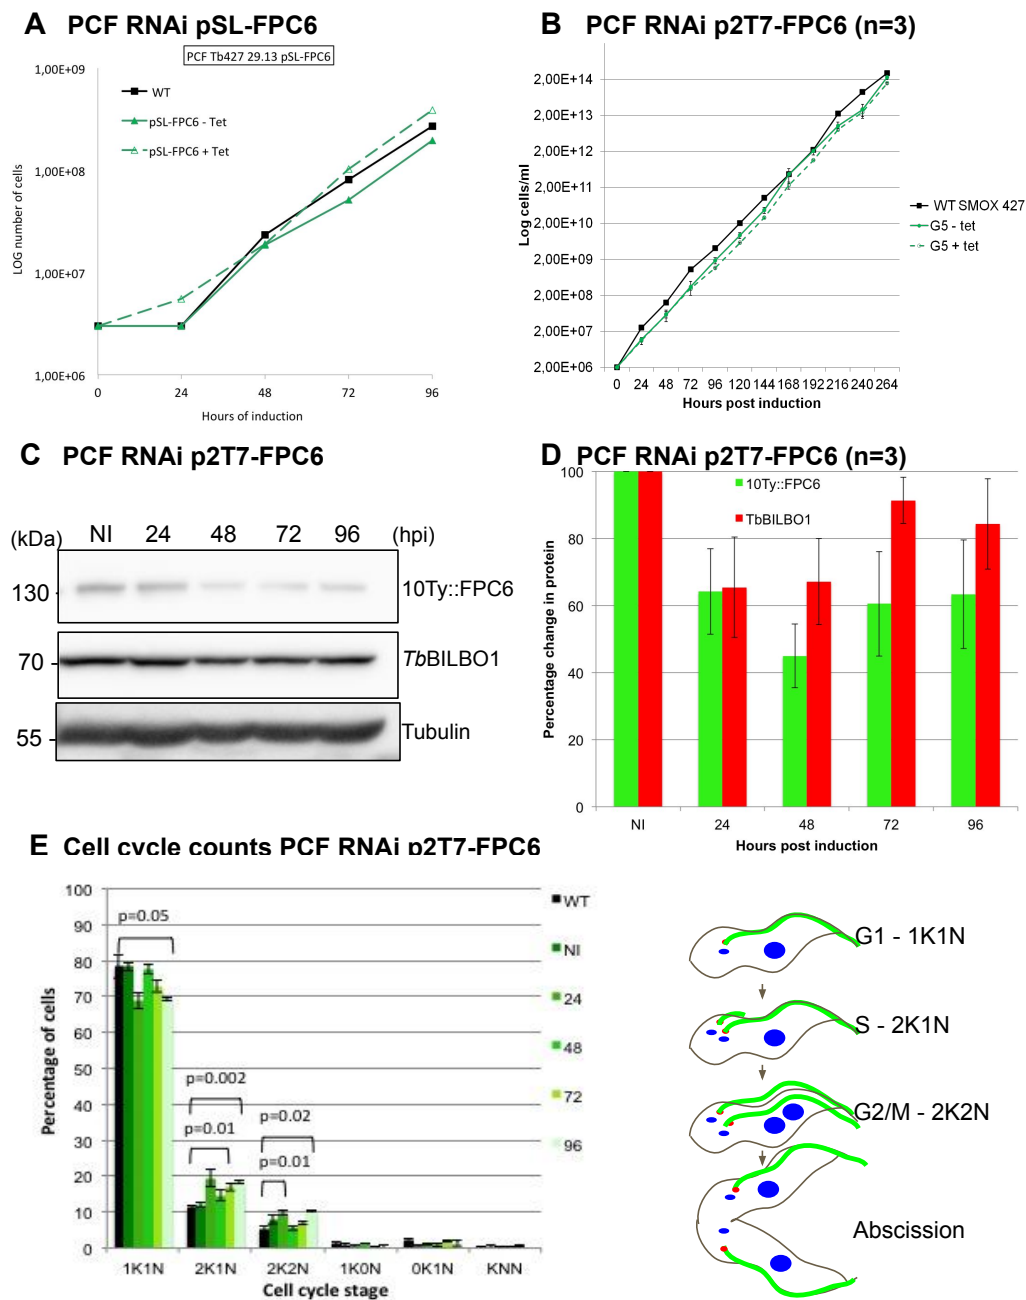 A PCF RNAi pSL-FPC6
PCF Tb427 29.13 pSL-FPC6
1,00E+09
1,00E+08
1,00E+07
1,00E+06
LOG number of cells
WT
pSL-FPC6 - Tet
pSL-FPC6 + Tet
0 24 48 72 96
Hours of induction
B PCF RNAi p2T7-FPC6 (n=3)
2,00E+14
2,00E+13
2,00E+12
2,00E+11
2,00E+10
2,00E+09
2,00E+08
2,00E+07
2,00E+06
Log cells/ml
0 24 48 72 96 120 144 168 192 216 240 264
Hours post induction
WT SMOX 427
G5 - tet
G5 + tet
C PCF RNAi p2T7-FPC6
(kDa) NI 24 48 72 96 (hpi)
130 10Ty::FPC6
70 TbBILBO1
55 Tubulin
D PCF RNAi p2T7-FPC6 (n=3)
100
80
60
40
20
0
Percentage change in protein
10Ty::FPC6
TbBILBO1
NI 24 48 72 96
Hours post induction
E Cell cycle counts PCF RNAi p2T7-FPC6
100
90
80
70
60
50
40
30
20
10
0
Percentage of cells
p=0.05
p=0.002
p=0.01
p=0.02
p=0.01
WT
NI
24
48
72
96
1K1N 2K1N 2K2N 1K0N 0K1N KNN
Cell cycle stage
G1 - 1K1N
S - 2K1N
G2/M - 2K2N
Abscission